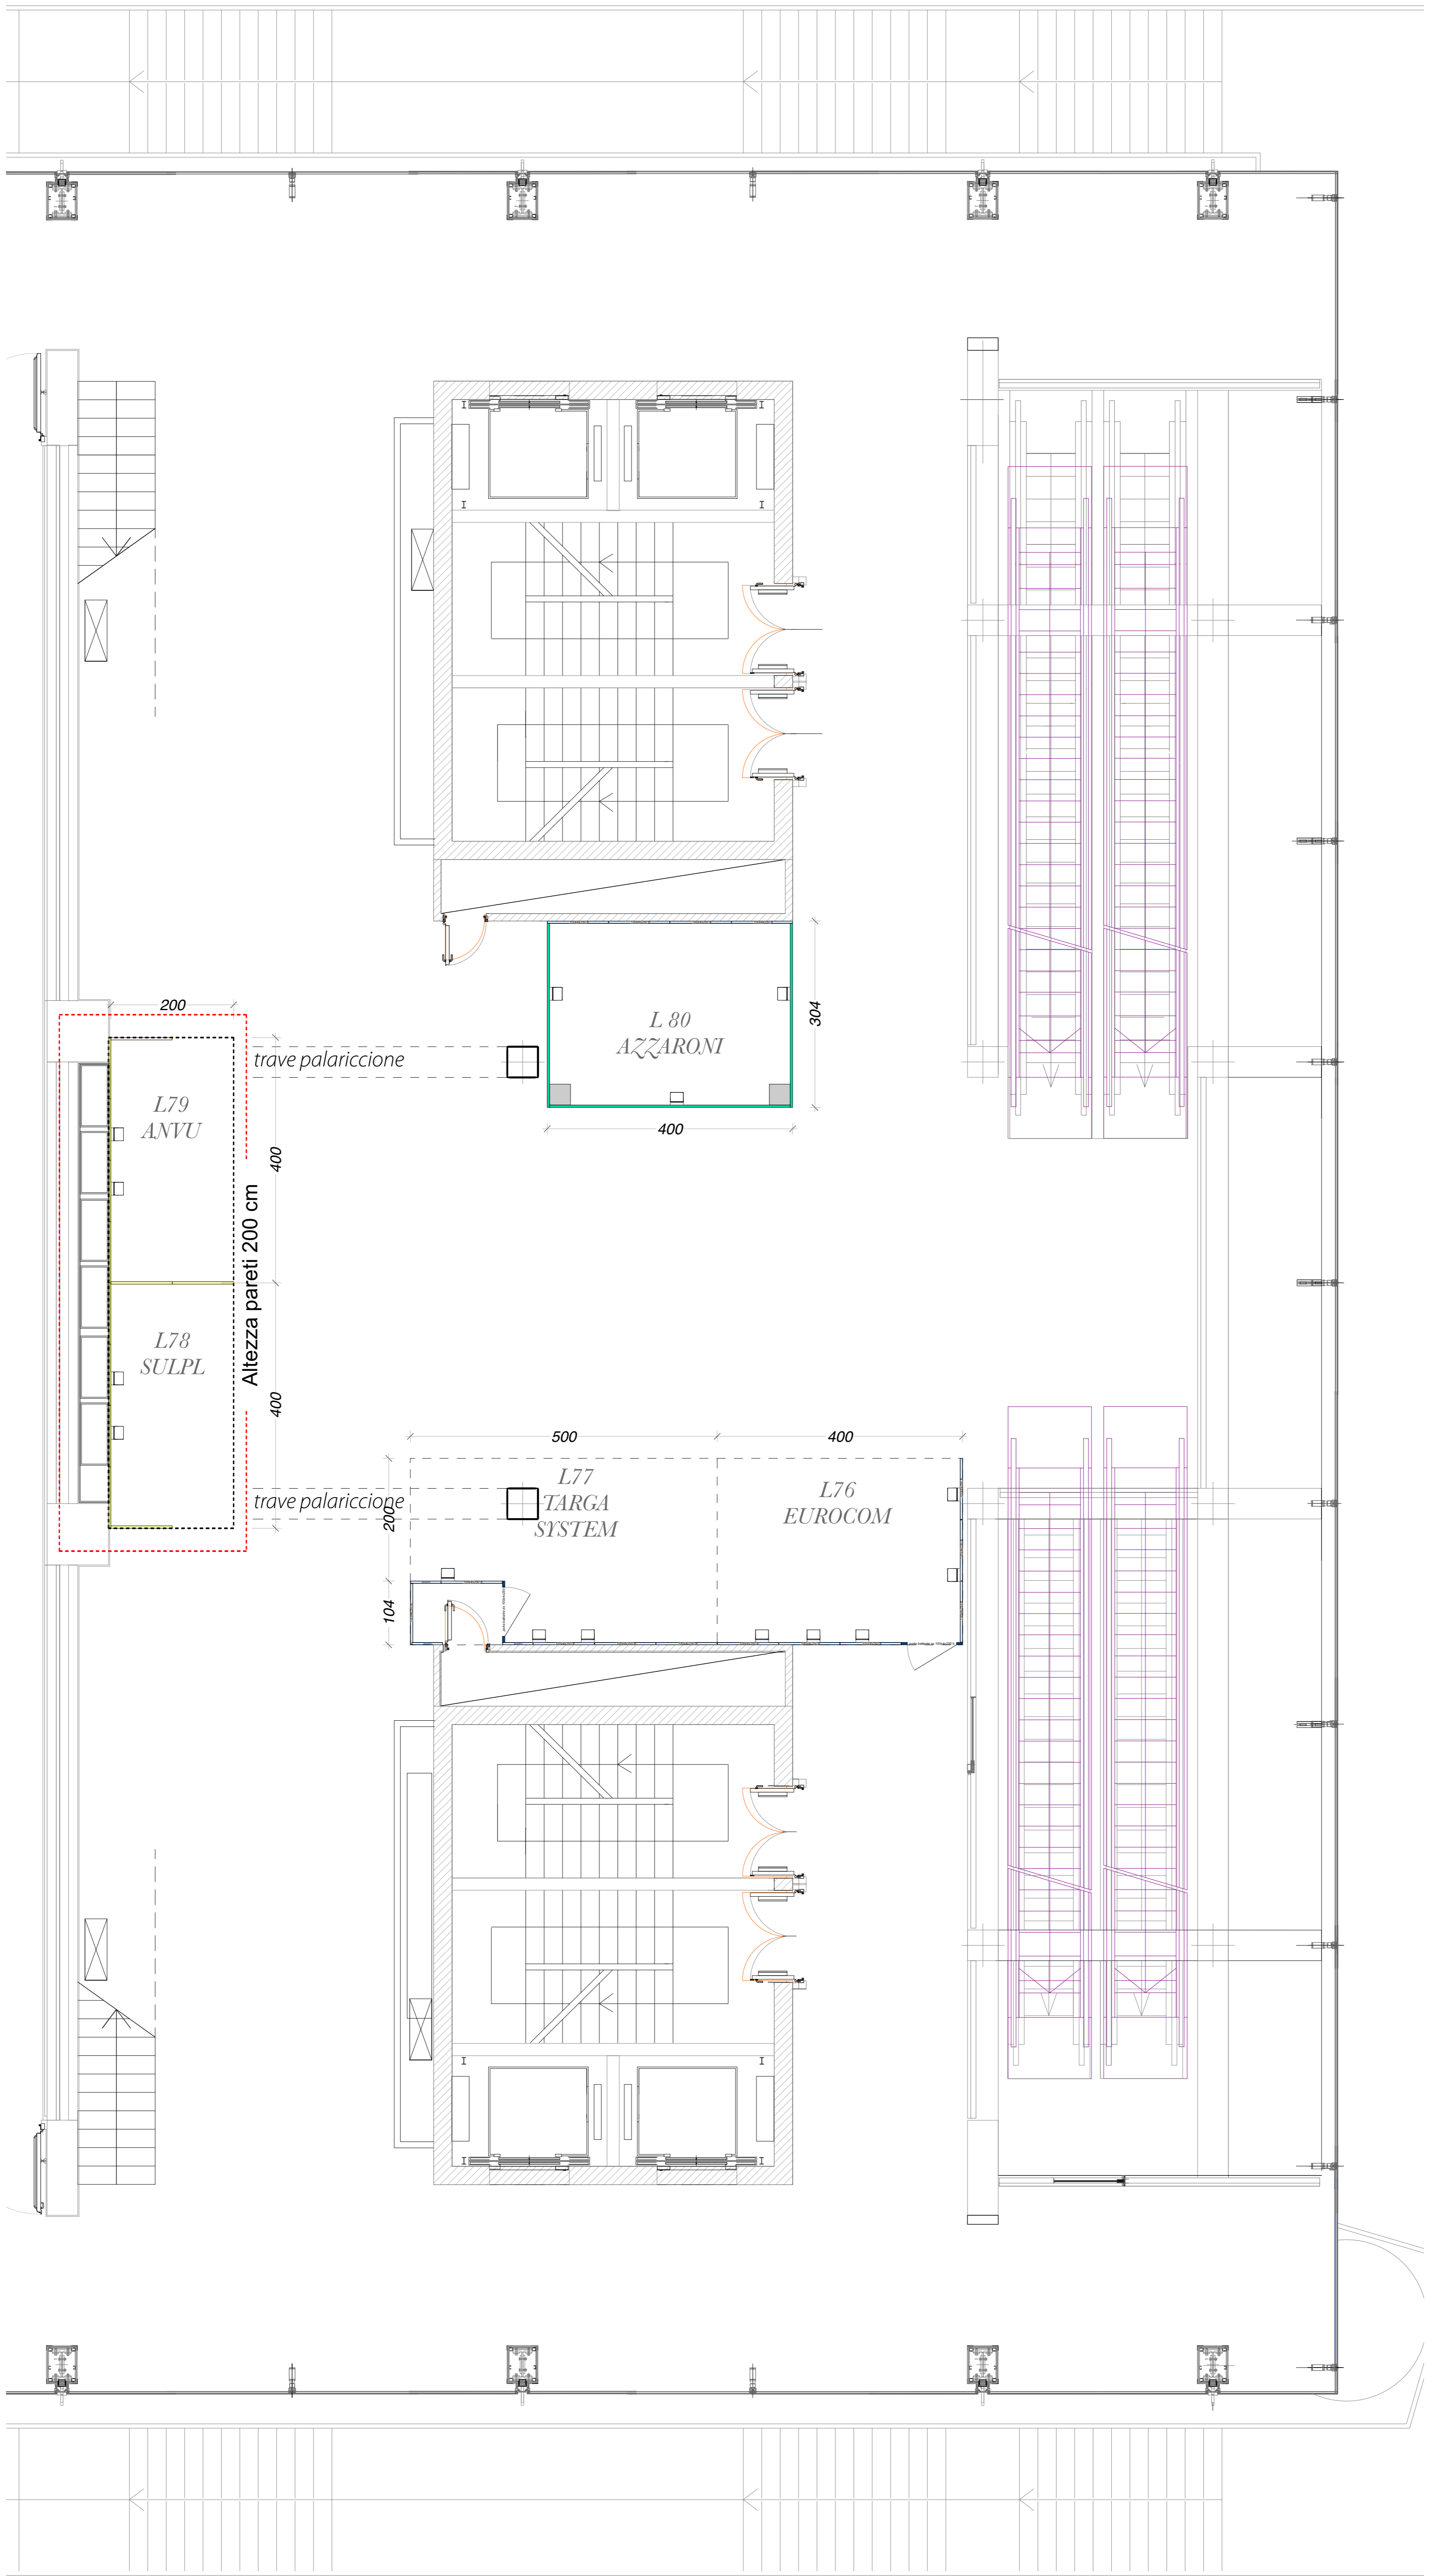 200
trave palariccione
L79
ANVU
400
Altezza pareti 200 cm
L78
SULPL
400
trave palariccione
L 80
AZZARONI
304
400
500
400
L77
TARGA
SYSTEM
L76
EUROCOM
200
104